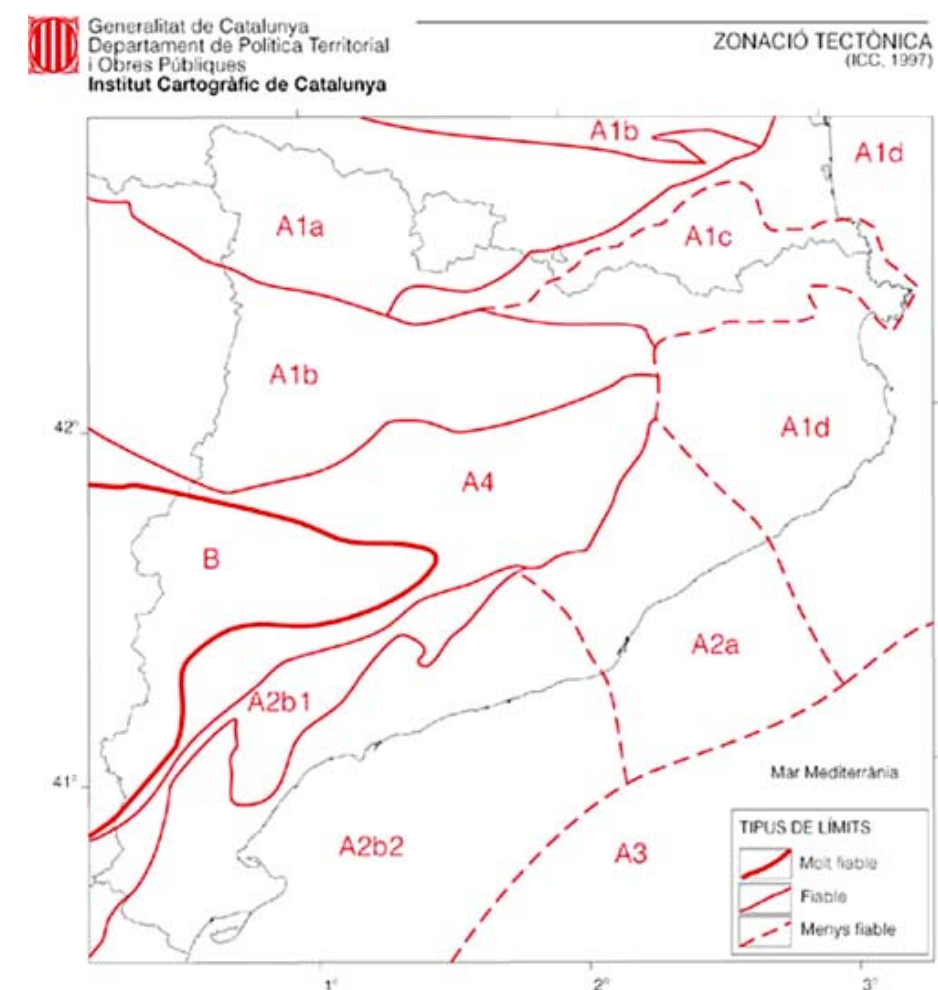 Generalitat de Catalunya
Departament de Política Territorial
i Obres Públiques
Institut Cartogràfic de Catalunya
ZONACIÓ TECTÒNICA
(ICC, 1997)
A1b
A1d
A1a
A1c
A1b
42°
A1d
A4
B
A2a
A2b1
41°
Mar Mediterrània
A2b2
A3
TIPUS DE LÍMITS
Molt fiable
Fiable
Menys fiable
1°
2°
3°